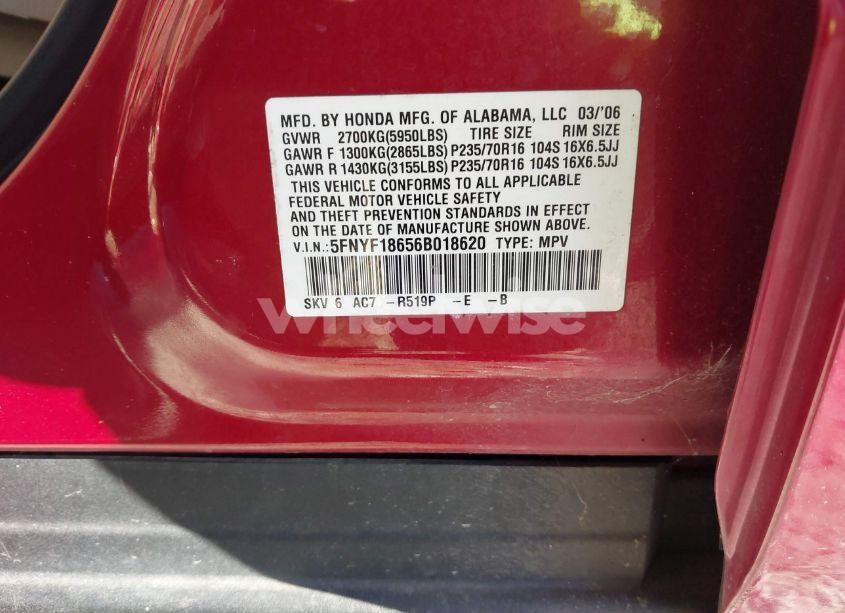 MFD. BY HONDA MFG. OF ALABAMA, LLC 03/'06
GVWR 2700KG(5950LBS) TIRE SIZE RIM SIZE
GAWR F 1300KG(2865LBS) P235/70R16 104S 16X6.5JJ
GAWR R 1430KG(3155LBS) P235/70R16 104S 16X6.5JJ
THIS VEHICLE CONFORMS TO ALL APPLICABLE
FEDERAL MOTOR VEHICLE SAFETY
AND THEFT PREVENTION STANDARDS IN EFFECT
ON THE DATE OF MANUFACTURE SHOWN ABOVE.
V.I.N.:5FNYF18656B018620 TYPE: MPV
SKV 6 AC7 -R519P -E -B
wheelwise